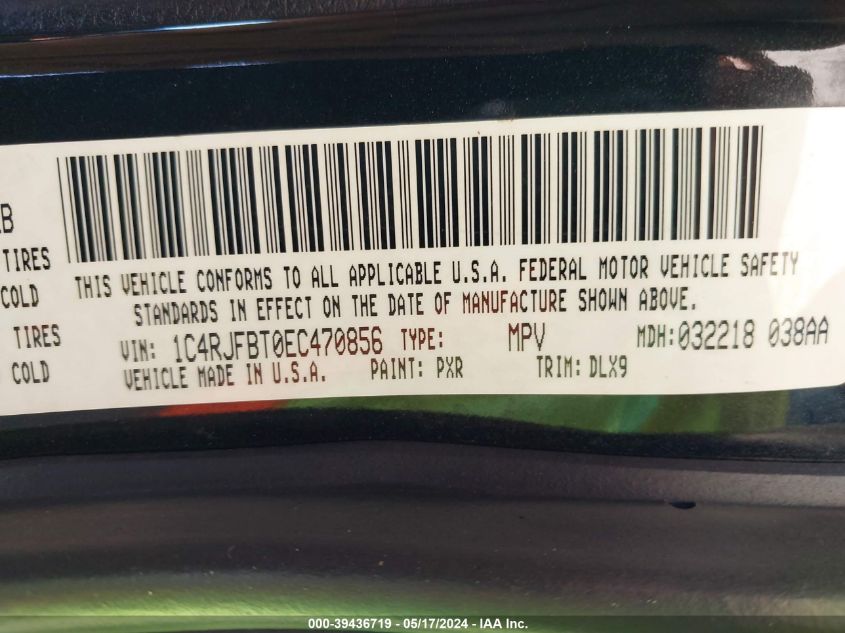 B
TIRES
COLD
TIRES
COLD
THIS VEHICLE CONFORMS TO ALL APPLICABLE U.S.A. FEDERAL MOTOR VEHICLE SAFETY
STANDARDS IN EFFECT ON THE DATE OF MANUFACTURE SHOWN ABOVE.
VIN: 1C4RJFBT0EC470856 TYPE: MPV MDH:032218 038AA
VEHICLE MADE IN U.S.A. PAINT: PXR TRIM: DLX9
000-39436719 - 05/17/2024 - IAA Inc.